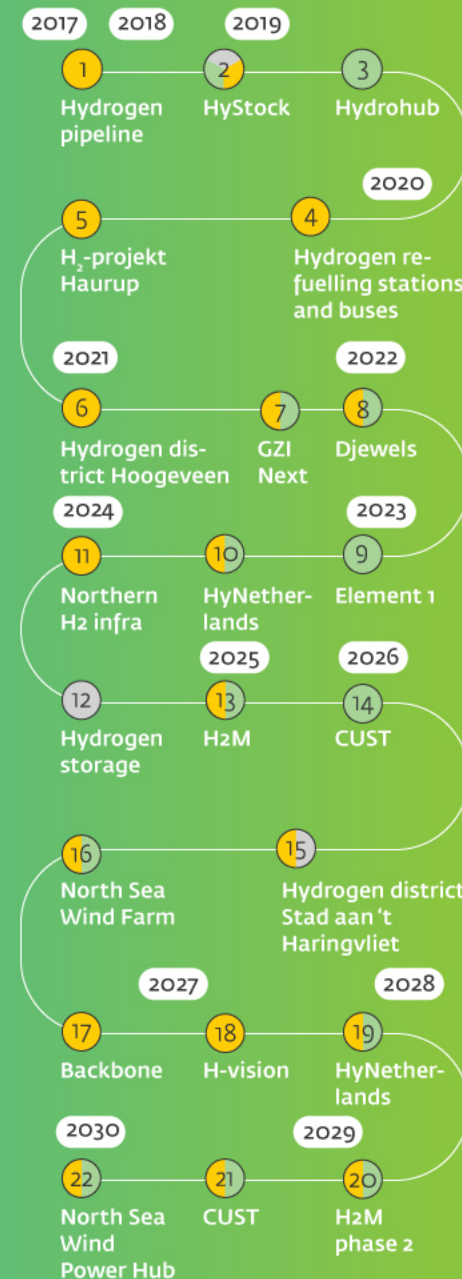 2017
2018
2019
1
2
3
Hydrogen
pipeline
HyStock
Hydrohub
2020
5
4
H₂-projekt
Haurup
Hydrogen re-
fuelling stations
and buses
2021
2022
6
7
8
Hydrogen dis-
trict Hoogeveen
GZI
Next
Djewels
2024
2023
11
10
9
Northern
H2 infra
HyNether-
lands
Element 1
2025
2026
12
13
14
Hydrogen
storage
H2M
CUST
16
15
North Sea
Wind Farm
Hydrogen district
Stad aan 't
Haringvliet
2027
2028
17
18
19
Backbone
H-vision
HyNether-
lands
2030
2029
22
21
20
North Sea
Wind
Power Hub
CUST
H2M
phase 2